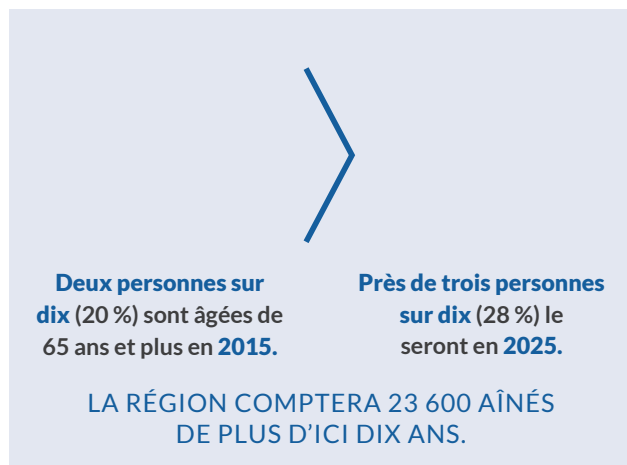 Deux personnes sur
dix (20 %) sont âgées de
65 ans et plus en 2015.
Près de trois personnes
sur dix (28 %) le
seront en 2025.
LA RÉGION COMPTERA 23 600 AÎNÉS
DE PLUS D’ICI DIX ANS.